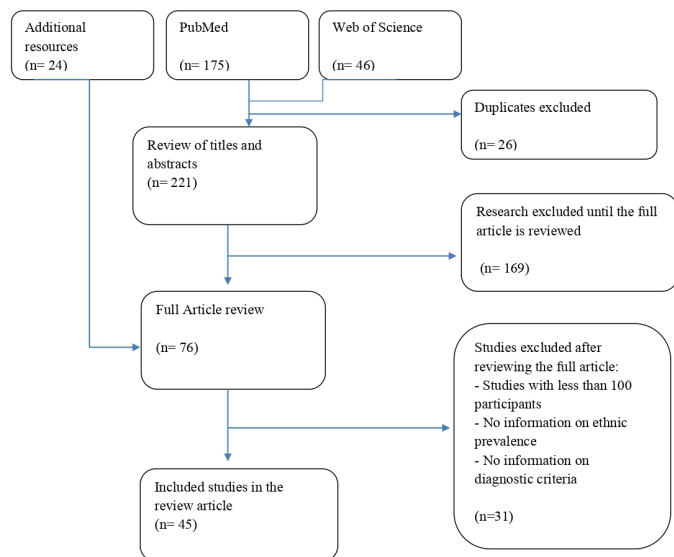 Additional
resources
(n= 24)
PubMed
(n= 175)
Web of Science
(n= 46)
Duplicates excluded
(n= 26)
Review of titles and
abstracts
(n= 221)
Research excluded until the full
article is reviewed
(n= 169)
Full Article review
(n= 76)
Studies excluded after
reviewing the full article:
- Studies with less than 100
participants
- No information on ethnic
prevalence
- No information on
diagnostic criteria
(n=31)
Included studies in the
review article
(n= 45)